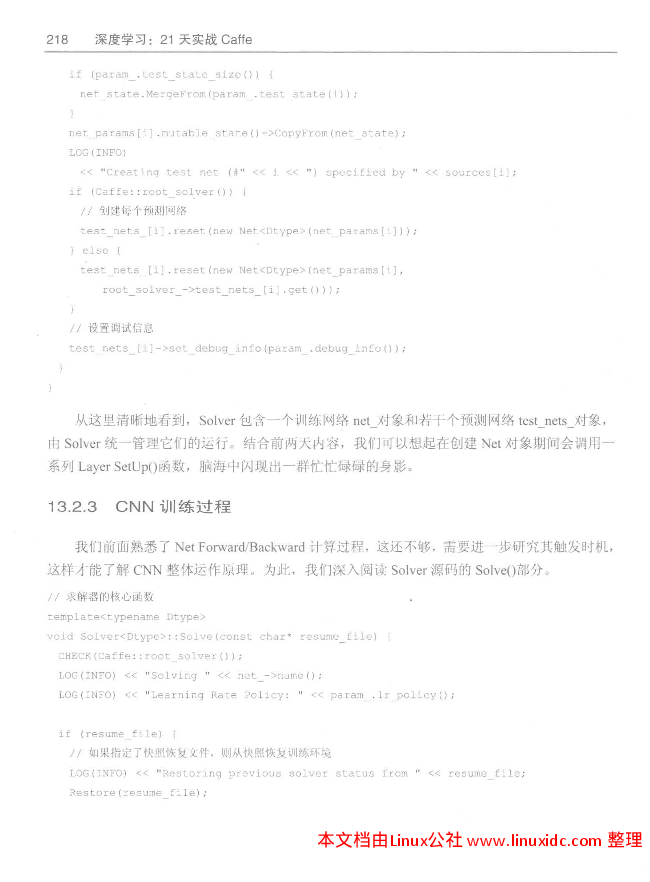 218 深度学习：21 天实战 Caffe
if (param_.test_state_size()) {
net_state.MergeFrom(param_.test_state(i));
}
net_params[i].mutable_state()->CopyFrom(net_state);
LOG(INFO)
<< "Creating test net (#" << i << ") specified by " << sources[i];
if (Caffe::root_solver()) {
// 创建每个预测网络
test_nets_[i].reset(new Net<Dtype>(net_params[i]));
} else {
test_nets_[i].reset(new Net<Dtype>(net_params[i],
root_solver_->test_nets_[i].get()));
}
// 设置调试信息
test_nets_[i]->set_debug_info(param_.debug_info());
}
}
从这里清晰地看到，Solver 包含一个训练网络 net_对象和若干个预测网络 test_nets_对象，
由 Solver 统一管理它们的运行。结合前两天内容，我们可以想起在创建 Net 对象期间会调用一
系列 Layer SetUp()函数，脑海中闪现出一群忙忙碌碌的身影。
13.2.3 CNN 训练过程
我们前面熟悉了 Net Forward/Backward 计算过程，这还不够，需要进一步研究其触发时机，
这样才能了解 CNN 整体运作原理。为此，我们深入阅读 Solver 源码的 Solve()部分。
// 求解器的核心函数
template<typename Dtype>
void Solver<Dtype>::Solve(const char* resume_file) {
CHECK(Caffe::root_solver());
LOG(INFO) << "Solving " << net_->name();
LOG(INFO) << "Learning Rate Policy: " << param_.lr_policy();
if (resume_file) {
// 如果指定了快照恢复文件，则从快照恢复训练环境
LOG(INFO) << "Restoring previous solver status from " << resume_file;
Restore(resume_file);
本文档由Linux公社 www.linuxidc.com 整理